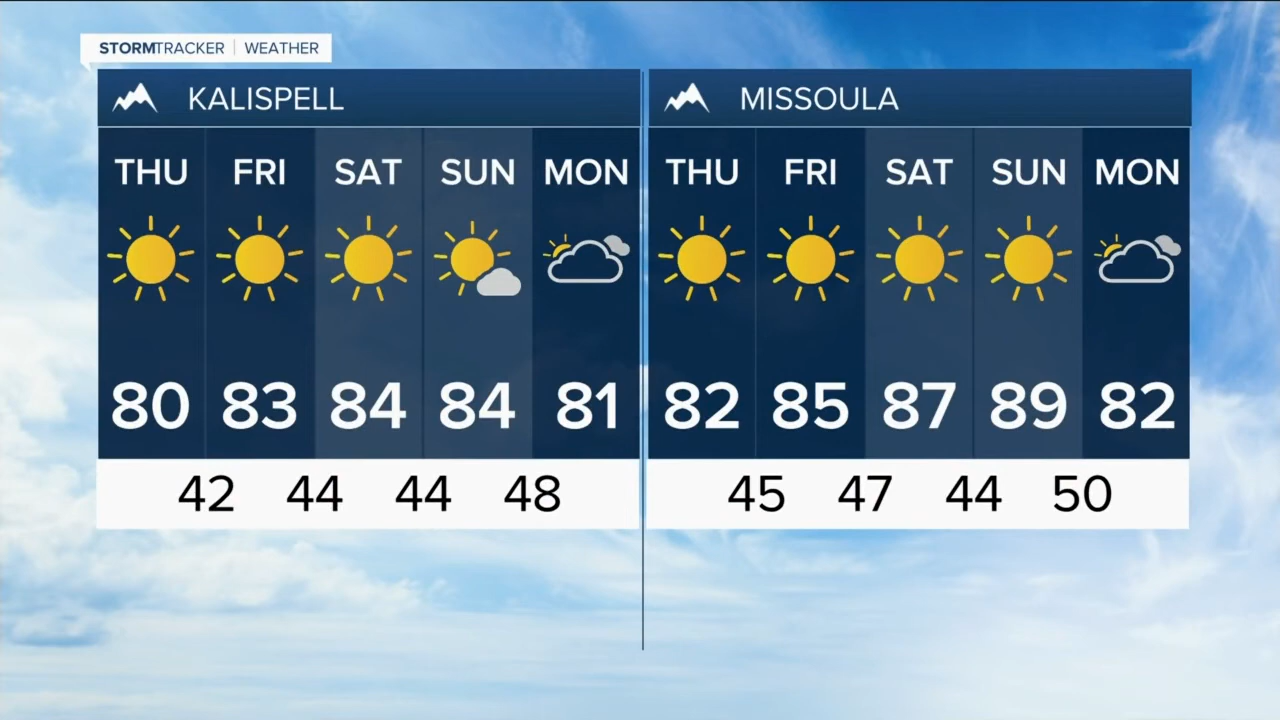 STORMTRACKER | WEATHER
KALISPELL
THU FRI SAT SUN MON
80 83 84 84 81
42 44 44 48
MISSOULA
THU FRI SAT SUN MON
82 85 87 89 82
45 47 44 50